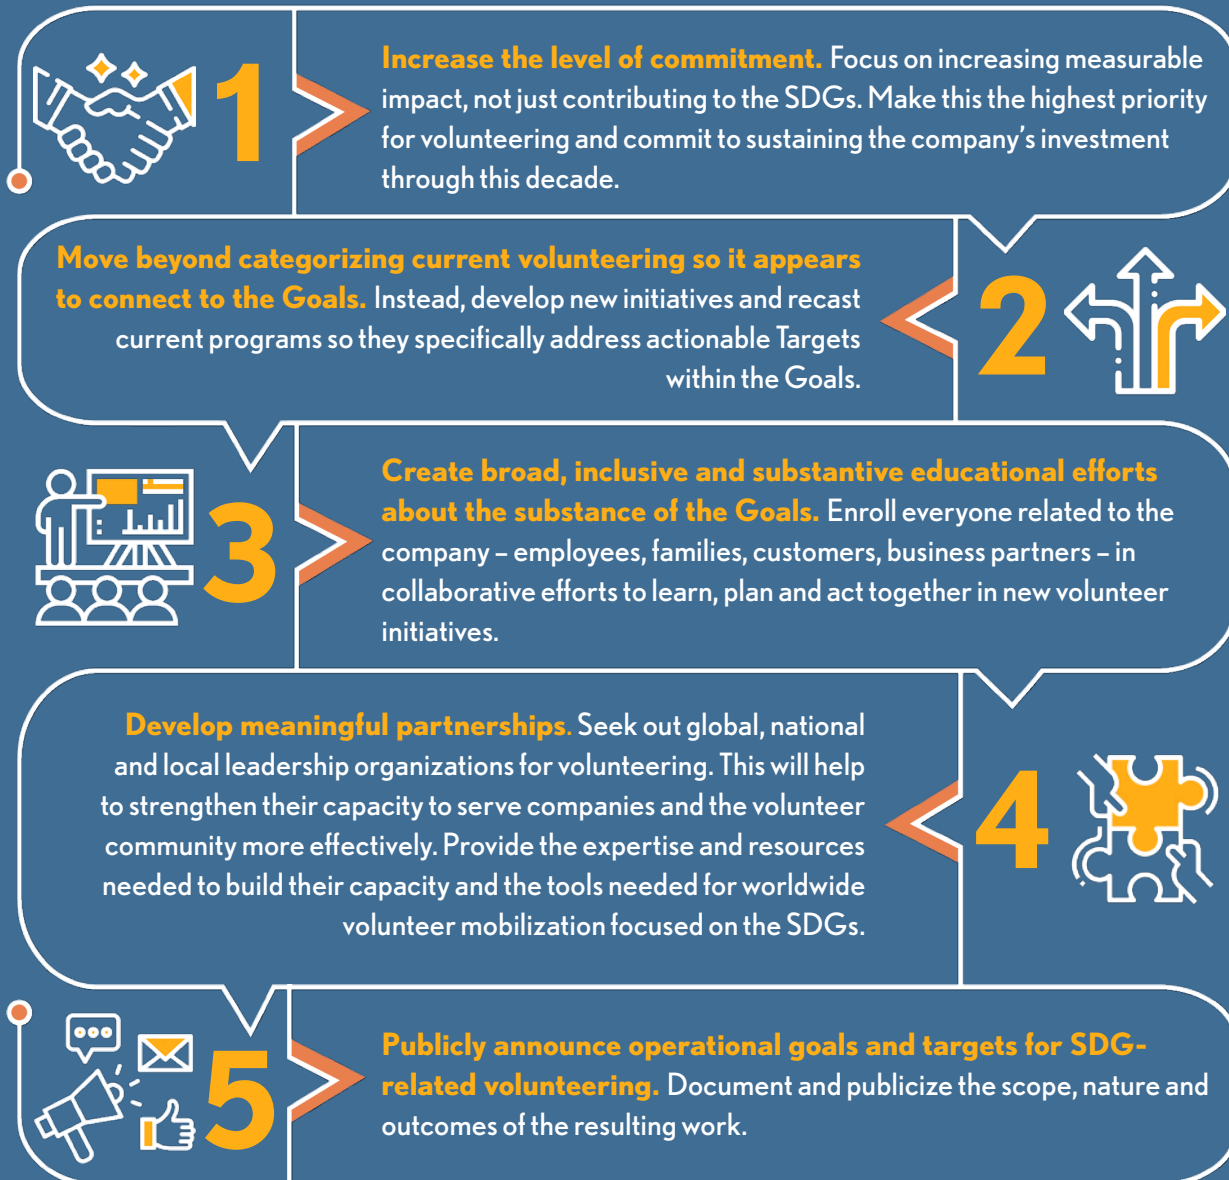 1
Increase the level of commitment. Focus on increasing measurable
impact, not just contributing to the SDGs. Make this the highest priority
for volunteering and commit to sustaining the company's investment
through this decade.
2
Move beyond categorizing current volunteering so it appears
to connect to the Goals. Instead, develop new initiatives and recast
current programs so they specifically address actionable Targets
within the Goals.
3
Create broad, inclusive and substantive educational efforts
about the substance of the Goals. Enroll everyone related to the
company – employees, families, customers, business partners – in
collaborative efforts to learn, plan and act together in new volunteer
initiatives.
4
Develop meaningful partnerships. Seek out global, national
and local leadership organizations for volunteering. This will help
to strengthen their capacity to serve companies and the volunteer
community more effectively. Provide the expertise and resources
needed to build their capacity and the tools needed for worldwide
volunteer mobilization focused on the SDGs.
5
Publicly announce operational goals and targets for SDG-
related volunteering. Document and publicize the scope, nature and
outcomes of the resulting work.